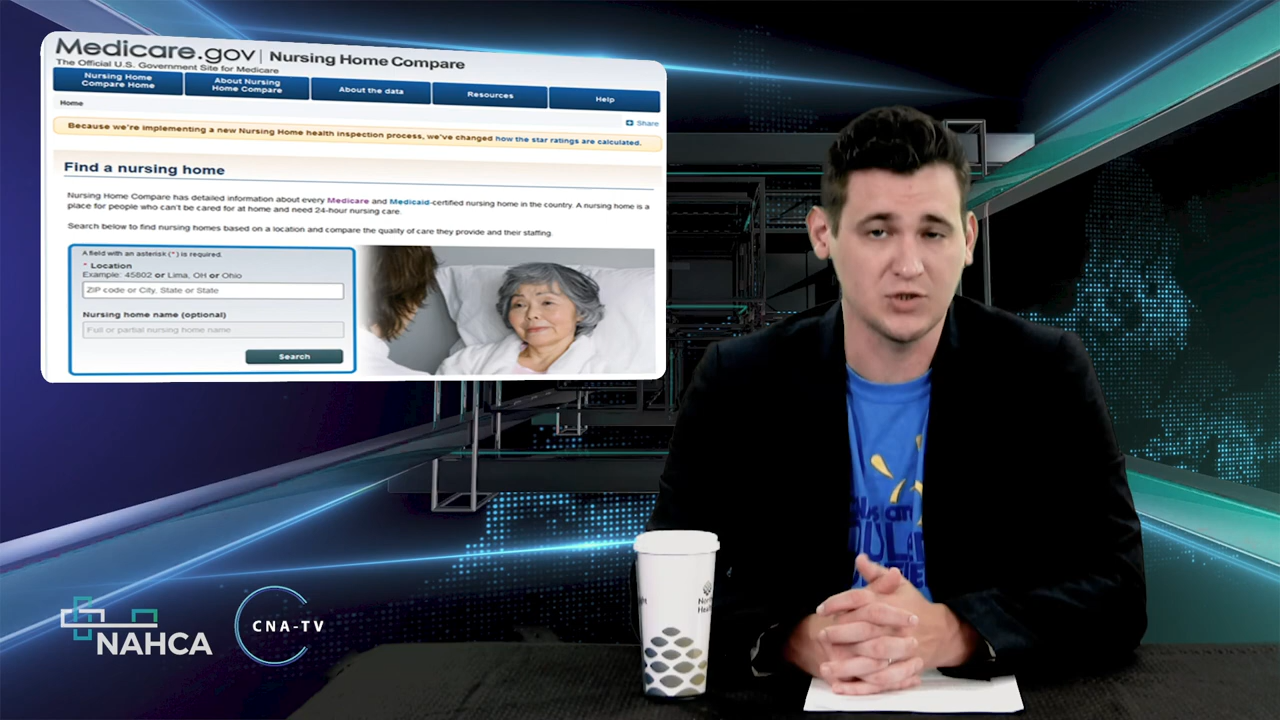 Medicare.gov | Nursing Home Compare
The Official U.S. Government Site for Medicare
Nursing Home Compare Home
About Nursing Home Compare
About the data
Resources
Help
Home
Share
Because we're implementing a new Nursing Home health inspection process, we've changed how the star ratings are calculated.
Find a nursing home
Nursing Home Compare has detailed information about every Medicare and Medicaid-certified nursing home in the country. A nursing home is a
place for people who can't be cared for at home and need 24-hour nursing care.
Search below to find nursing homes based on a location and compare the quality of care they provide and their staffing.
A field with an asterisk (*) is required.
* Location
Example: 45802 or Lima, OH or Ohio
ZIP code or City, State or State
Nursing home name (optional)
Full or partial nursing home name
Search
NAHCA
CNA-TV